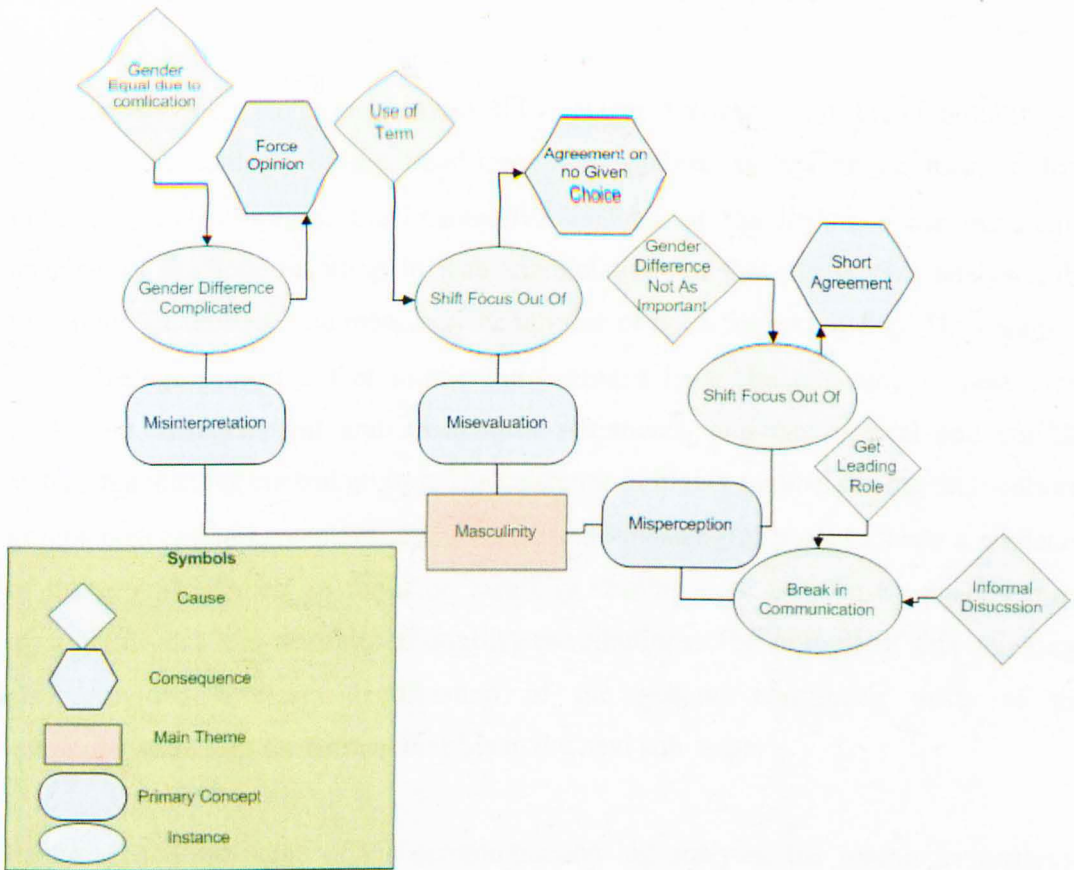 Gender
Equal due to
comlication
Force
Opinion
Use of
Term
Agreement on
no Given
Choice
Gender Difference
Complicated
Shift Focus Out Of
Gender
Difference
Not As
Important
Short
Agreement
Shift Focus Out Of
Misinterpretation
Misevaluation
Get
Leading
Role
Masculinity
Misperception
Break in
Communication
Informal
Disucssion
Symbols
Cause
Consequence
Main Theme
Primary Concept
Instance